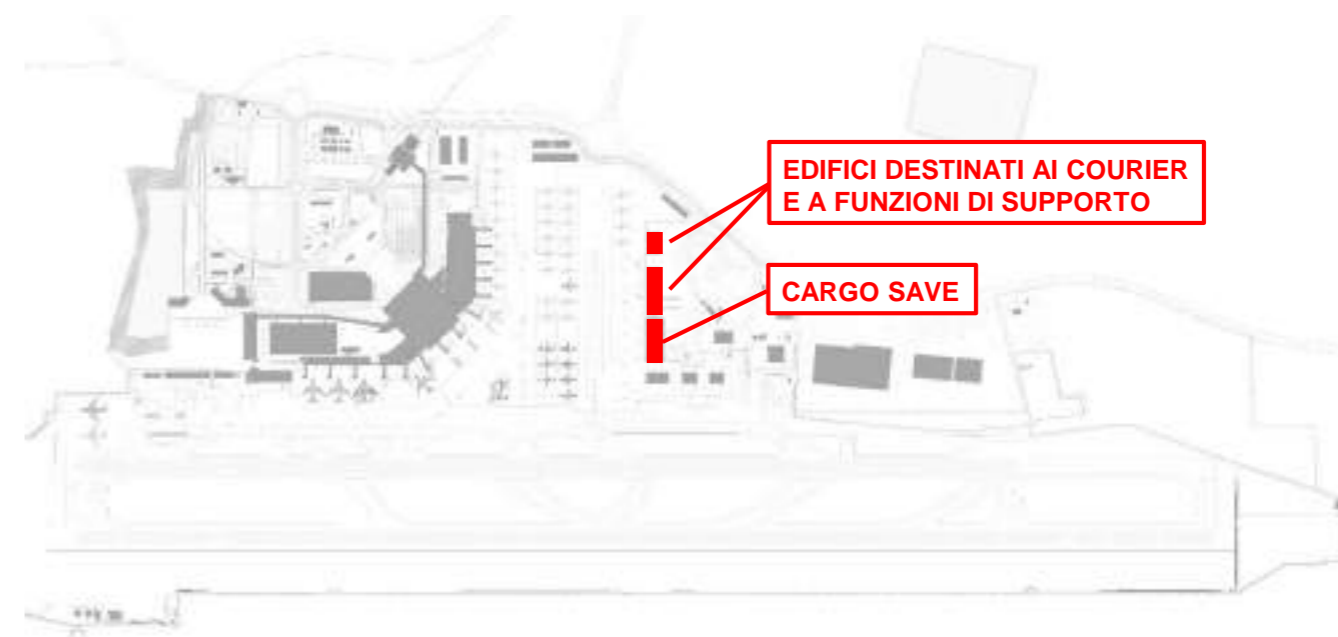 EDIFICI DESTINATI AI COURIER
E A FUNZIONI DI SUPPORTO
CARGO SAVE